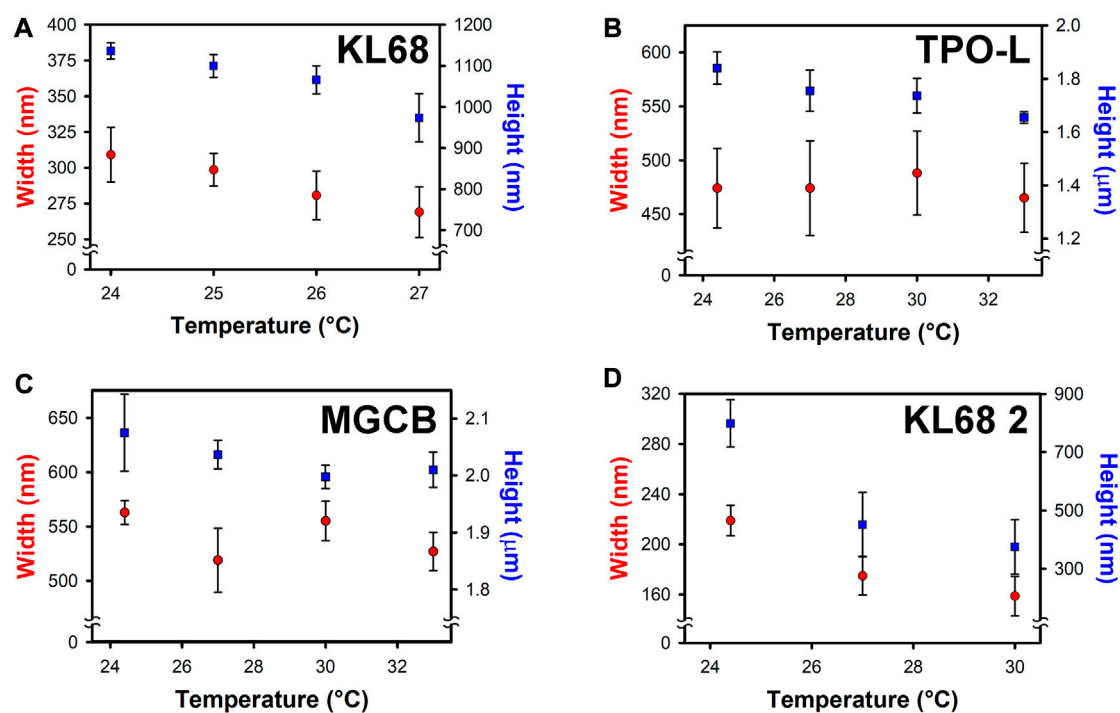 A
KL68
400
375
350
325
300
275
250
0
1200
1100
1000
900
800
700
Width (nm)
Height (nm)
24 25 26 27
Temperature (°C)
B
TPO-L
600
550
500
450
0
2.0
1.8
1.6
1.4
1.2
Width (nm)
Height (μm)
24 26 28 30 32
Temperature (°C)
C
MGCB
650
600
550
500
0
2.1
2.0
1.9
1.8
Width (nm)
Height (μm)
24 26 28 30 32
Temperature (°C)
D
KL68 2
320
280
240
200
160
0
900
700
500
300
Width (nm)
Height (nm)
24 26 28 30
Temperature (°C)